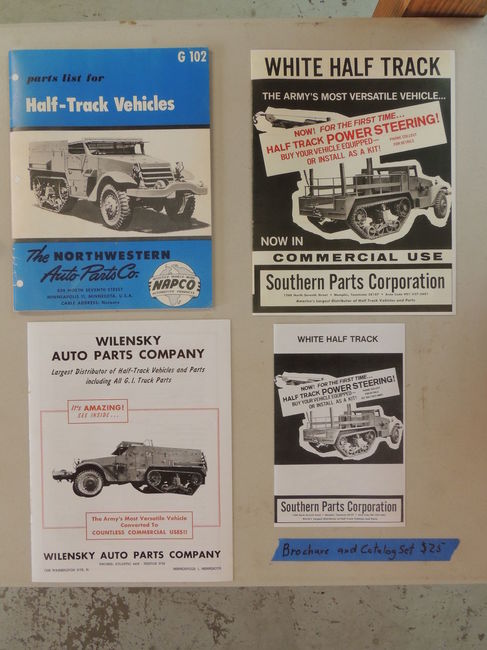 G 102
parts list for
Half-Track Vehicles
The NORTHWESTERN
Auto Parts Co.
NAPCO
MINNEAPOLIS 11, MINNESOTA, U.S.A.
WHITE HALF TRACK
THE ARMY'S MOST VERSATILE VEHICLE...
NOW! FOR THE FIRST TIME...
HALF TRACK POWER STEERING!
BUY YOUR VEHICLE EQUIPPED—
OR INSTALL AS A KIT!
PHONE COLLECT
FOR DETAILS
NOW IN
COMMERCIAL USE
Southern Parts Corporation
America's Largest Distributor of Half Track Vehicles and Parts
WILENSKY
AUTO PARTS COMPANY
Largest Distributor of Half-Track Vehicles and Parts
including All G. I. Truck Parts
It's AMAZING!
SEE INSIDE...
The Army's Most Versatile Vehicle
Converted To
COUNTLESS COMMERCIAL USES!!
WILENSKY AUTO PARTS COMPANY
WHITE HALF TRACK
NOW! FOR THE FIRST TIME...
HALF TRACK POWER STEERING!
BUY YOUR VEHICLE EQUIPPED—
OR INSTALL AS A KIT!
Southern Parts Corporation
Brochure and Catalog Set $25